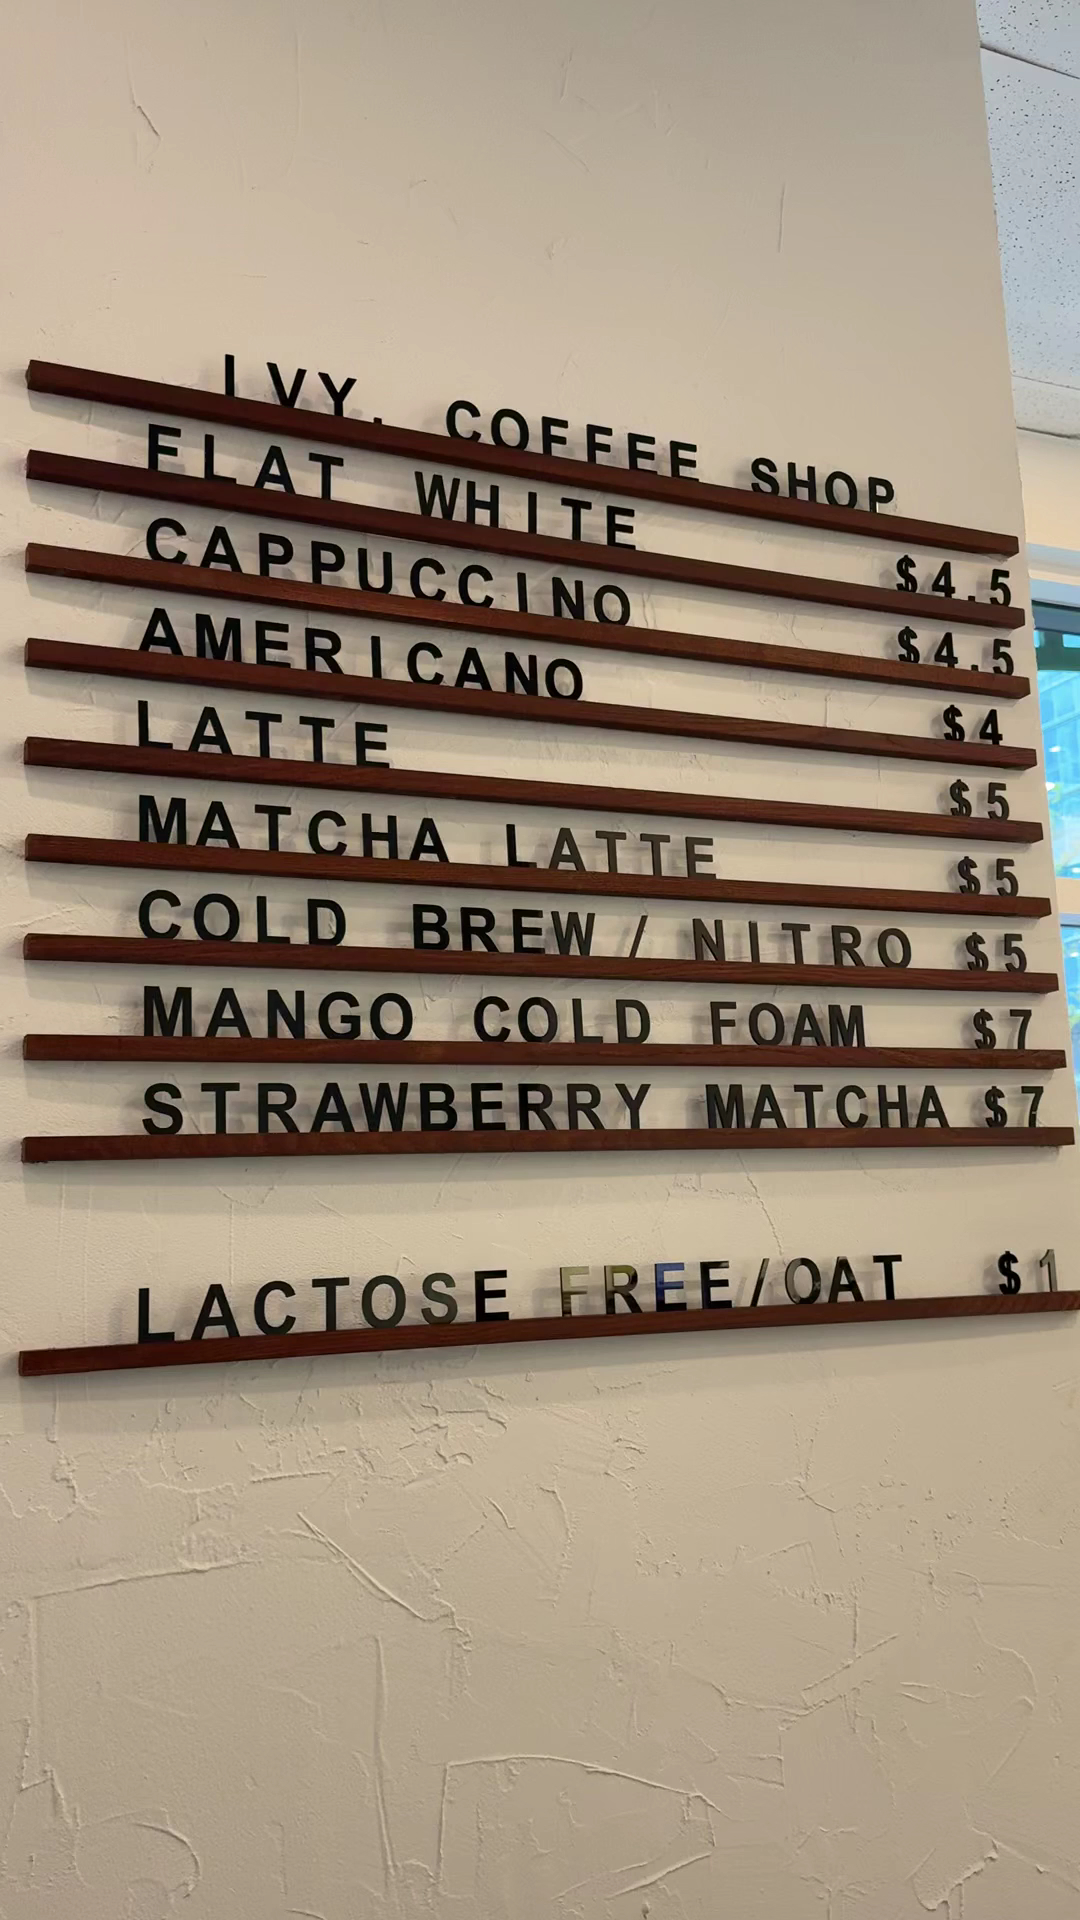 IVY. COFFEE SHOP
FLAT WHITE $4.5
CAPPUCCINO $4.5
AMERICANO $4
LATTE $5
MATCHA LATTE $5
COLD BREW/NITRO $5
MANGO COLD FOAM $7
STRAWBERRY MATCHA $7
LACTOSE FREE/OAT $1